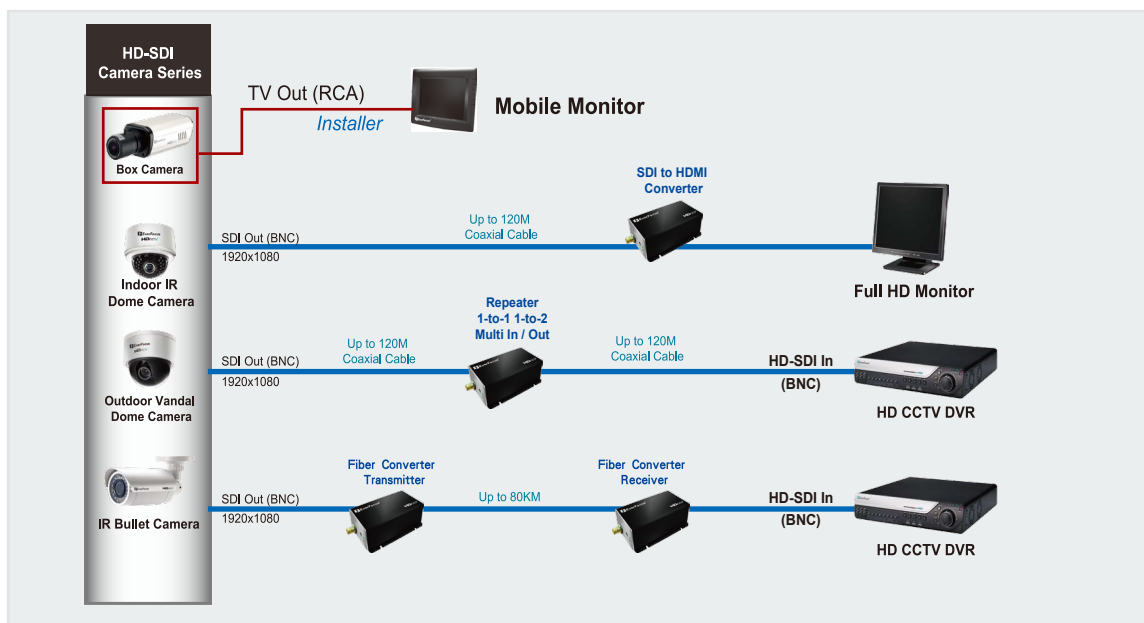 HD-SDI
Camera Series
TV Out (RCA)
Installer
Mobile Monitor
Box Camera
SDI to HDMI
Converter
Up to 120M
Coaxial Cable
SDI Out (BNC)
1920x1080
Indoor IR
Dome Camera
Full HD Monitor
Repeater
1-to-1 1-to-2
Multi In / Out
Up to 120M
Coaxial Cable
Up to 120M
Coaxial Cable
SDI Out (BNC)
1920x1080
HD-SDI In
(BNC)
Outdoor Vandal
Dome Camera
HD CCTV DVR
Fiber Converter
Transmitter
Fiber Converter
Receiver
Up to 80KM
SDI Out (BNC)
1920x1080
HD-SDI In
(BNC)
IR Bullet Camera
HD CCTV DVR